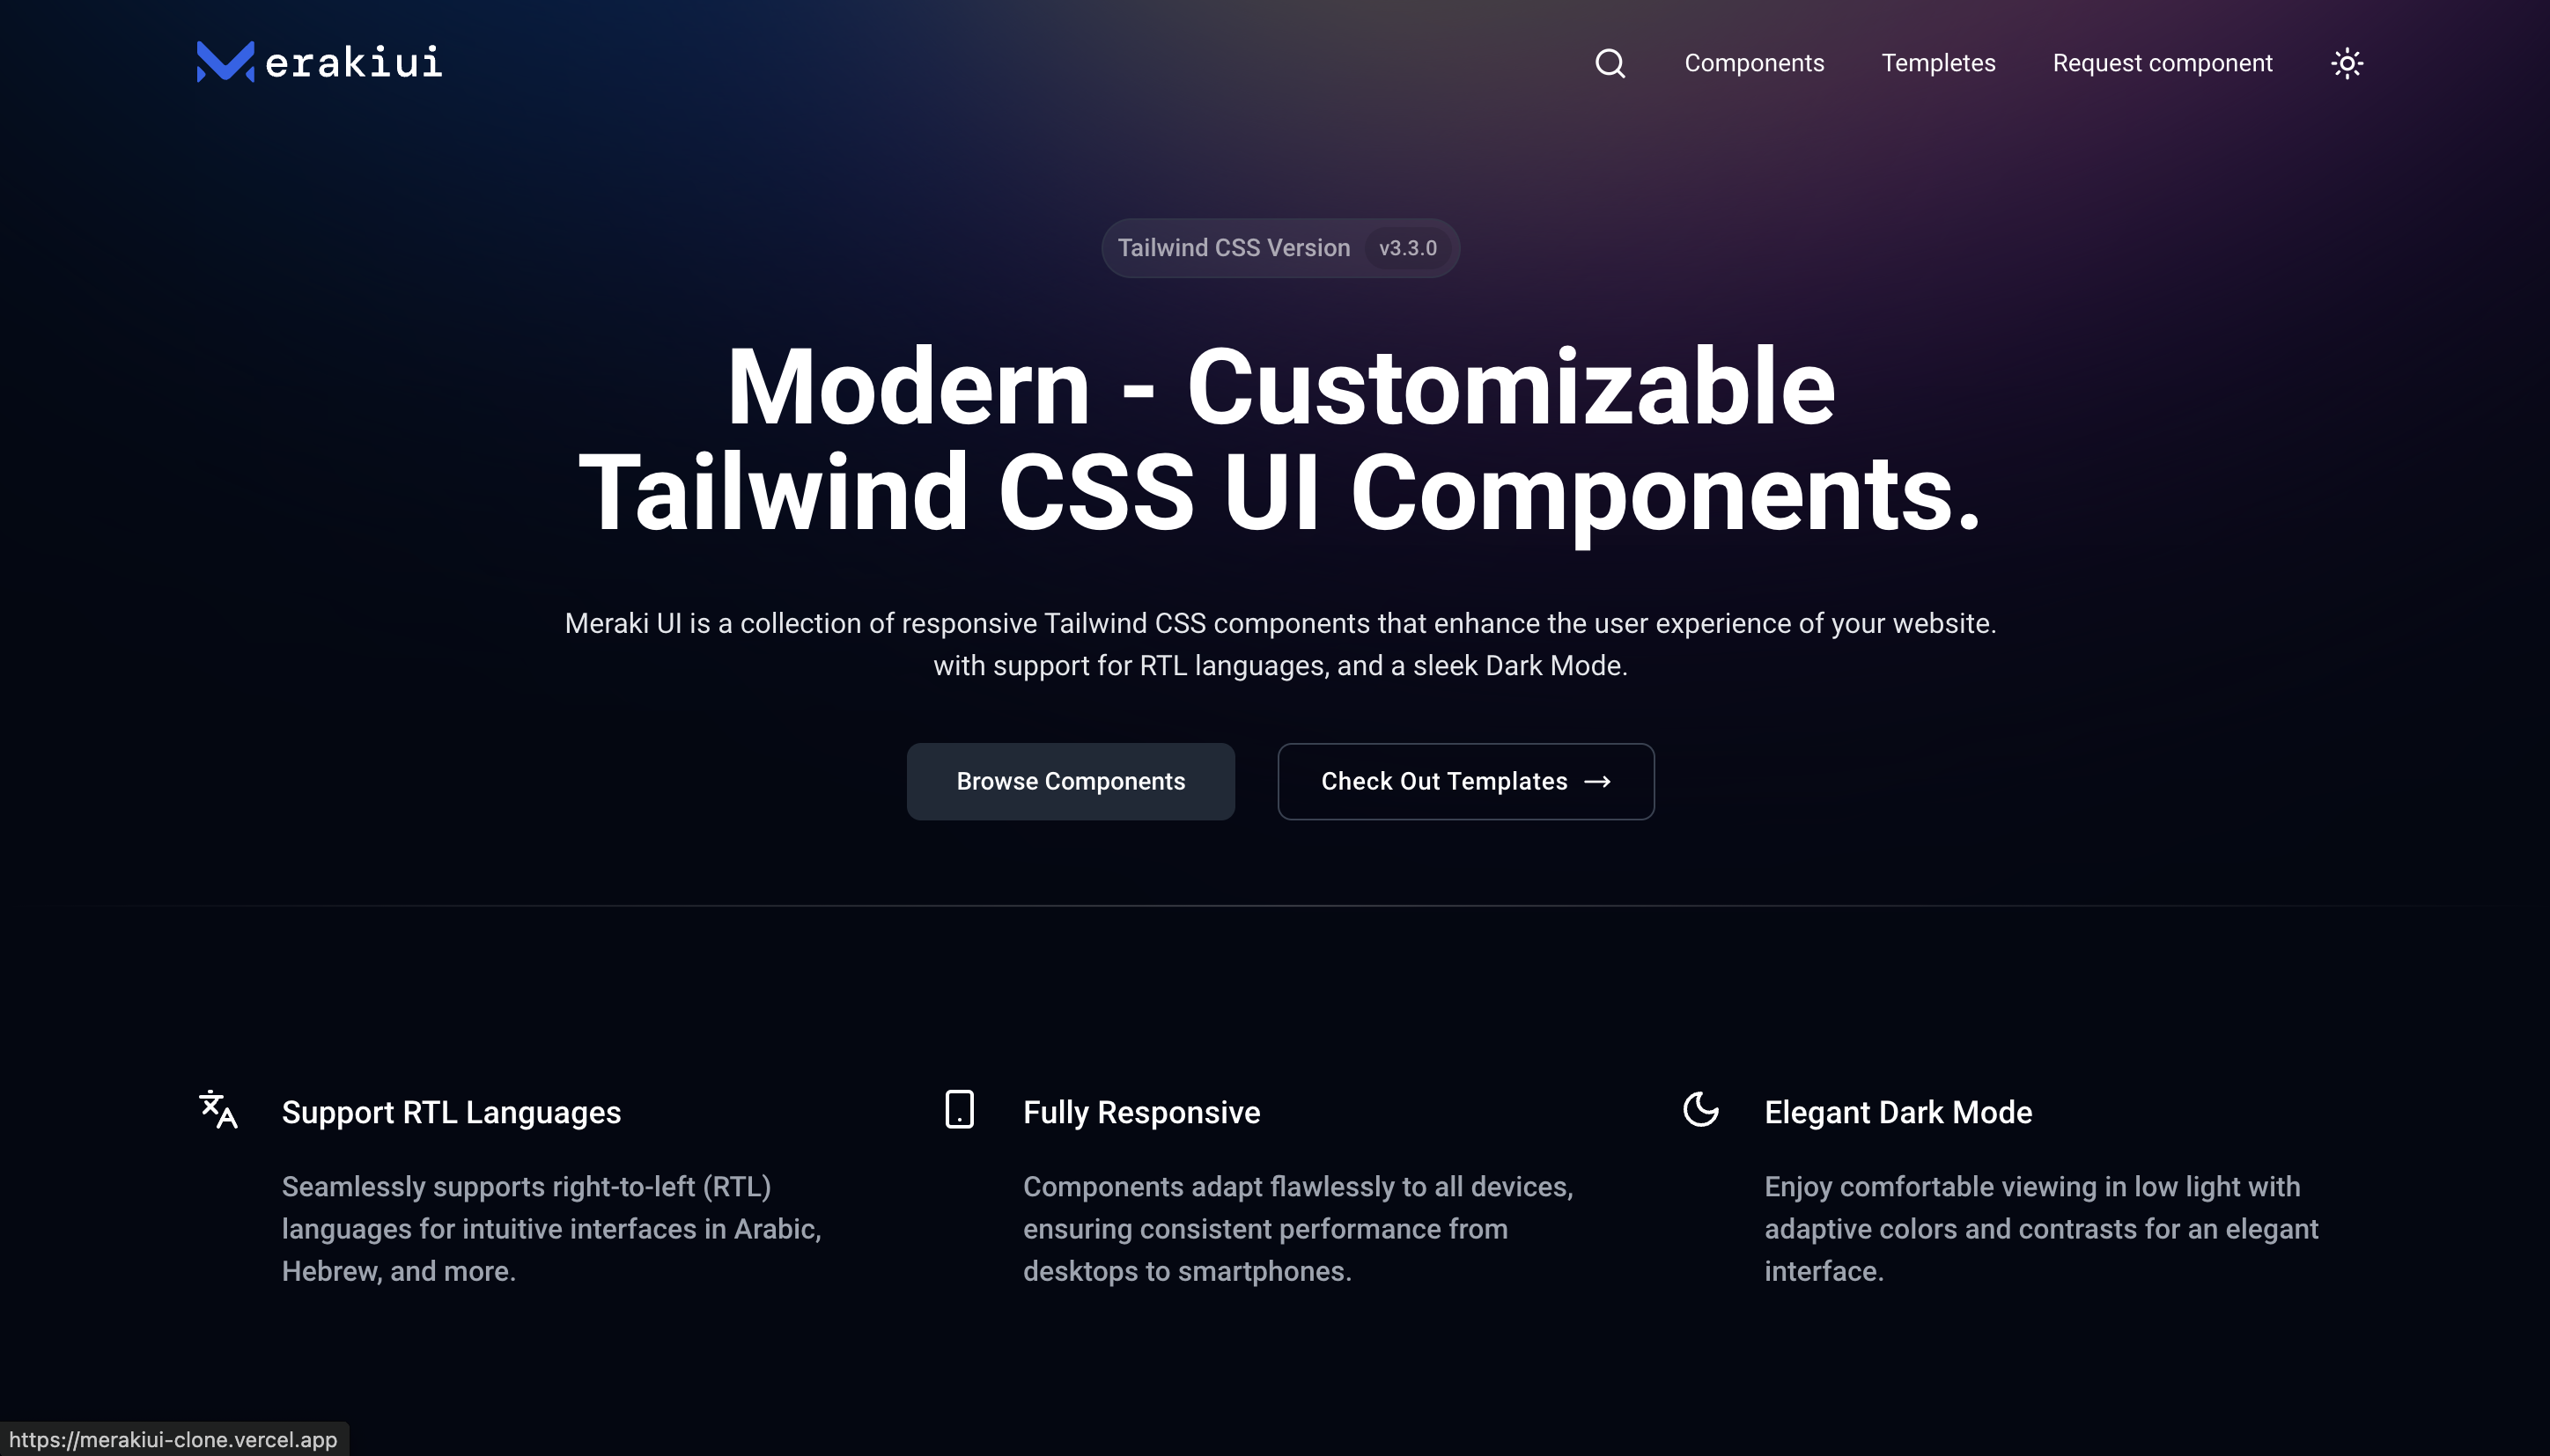 erakiui
Components
Templetes
Request component
Tailwind CSS Version v3.3.0
Modern - Customizable
Tailwind CSS UI Components.
Meraki UI is a collection of responsive Tailwind CSS components that enhance the user experience of your website.
with support for RTL languages, and a sleek Dark Mode.
Browse Components
Check Out Templates →
Support RTL Languages
Seamlessly supports right-to-left (RTL)
languages for intuitive interfaces in Arabic,
Hebrew, and more.
Fully Responsive
Components adapt flawlessly to all devices,
ensuring consistent performance from
desktops to smartphones.
Elegant Dark Mode
Enjoy comfortable viewing in low light with
adaptive colors and contrasts for an elegant
interface.
https://merakiui-clone.vercel.app